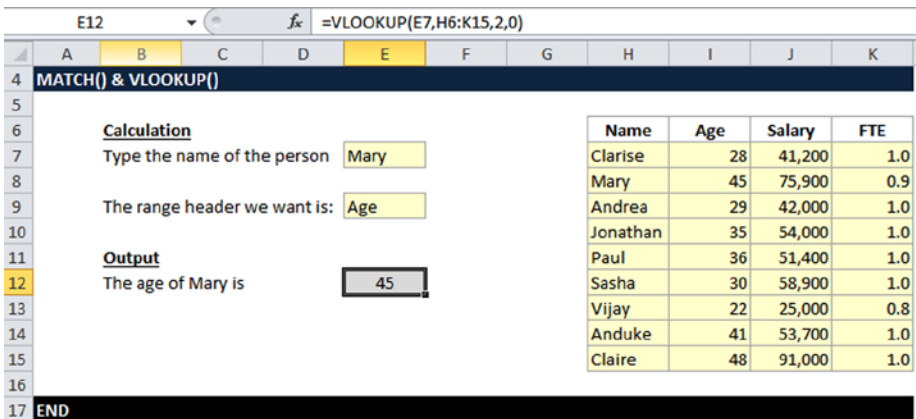 E12 fx =VLOOKUP(E7,H6:K15,2,0)
A B C D E F G H I J K
4 MATCH() & VLOOKUP()
5
6 Calculation Name Age Salary FTE
7 Type the name of the person Mary Clarise 28 41,200 1.0
8 Mary 45 75,900 0.9
9 The range header we want is: Age Andrea 29 42,000 1.0
10 Jonathan 35 54,000 1.0
11 Output Paul 36 51,400 1.0
12 The age of Mary is 45 Sasha 30 58,900 1.0
13 Vijay 22 25,000 0.8
14 Anduke 41 53,700 1.0
15 Claire 48 91,000 1.0
16
17 END